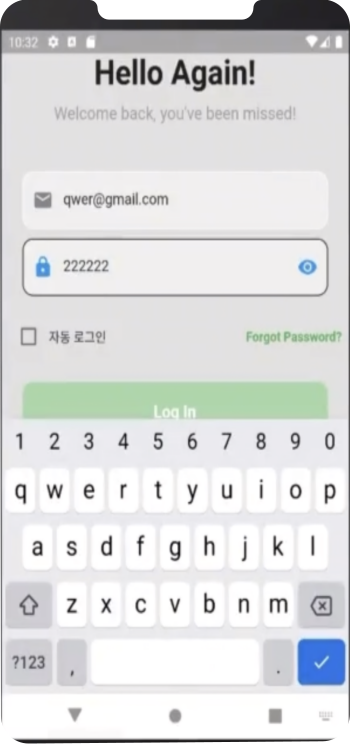 10:32
Hello Again!
Welcome back, you've been missed!
qwer@gmail.com
222222
자동 로그인 Forgot Password?
Log In
1 2 3 4 5 6 7 8 9 0
q w e r t y u i o p
a s d f g h j k l
z x c v b n m
?123 , .